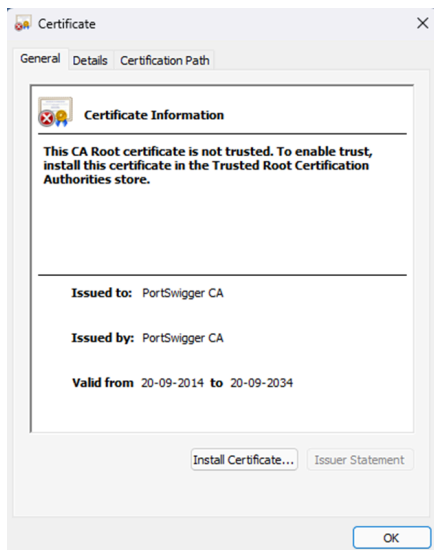 Certificate
General Details Certification Path
Certificate Information
This CA Root certificate is not trusted. To enable trust,
install this certificate in the Trusted Root Certification
Authorities store.
Issued to: PortSwigger CA
Issued by: PortSwigger CA
Valid from 20-09-2014 to 20-09-2034
Install Certificate... Issuer Statement
OK